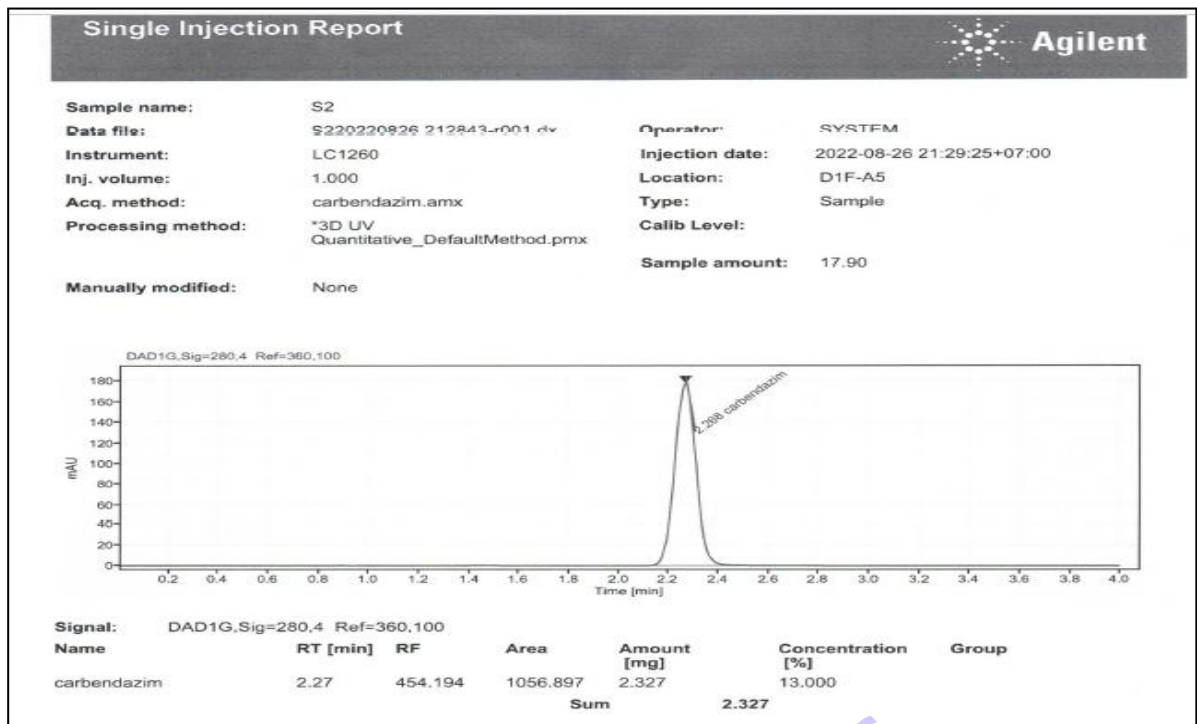 Single Injection Report
Agilent
Sample name: S2
Data file: S220220826 212843-r001.dx Operator: SYSTEM
Instrument: LC1260 Injection date: 2022-08-26 21:29:25+07:00
Inj. volume: 1.000 Location: D1F-A5
Acq. method: carbendazim.amx Type: Sample
Processing method: *3D UV Calib Level:
Quantitative_DefaultMethod.pmx
Sample amount: 17.90
Manually modified: None
DAD1G,Sig=280,4 Ref=360,100
180
160
140
120
100
80
60
40
20
0
mAU
2.268 carbendazim
0.2 0.4 0.6 0.8 1.0 1.2 1.4 1.6 1.8 2.0 2.2 2.4 2.6 2.8 3.0 3.2 3.4 3.6 3.8 4.0
Time [min]
Signal: DAD1G,Sig=280,4 Ref=360,100
Name RT [min] RF Area Amount Concentration Group
[mg] [%]
carbendazim 2.27 454.194 1056.897 2.327 13.000
Sum 2.327